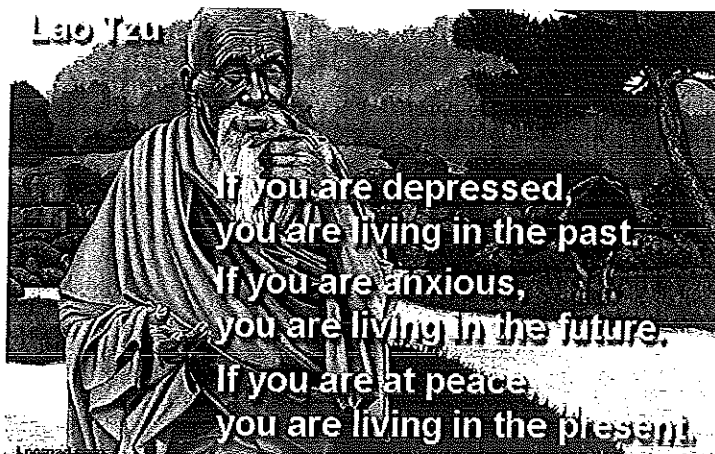 Lao Tzu
If you are depressed,
you are living in the past.
If you are anxious,
you are living in the future.
If you are at peace,
you are living in the present.